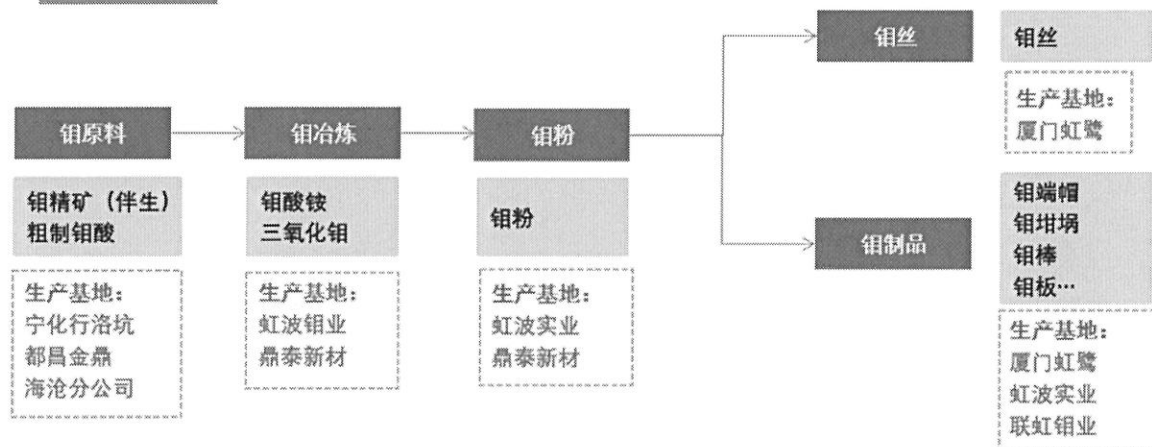 钼原料
钼精矿（伴生）
粗制钼酸
生产基地：
宁化行洛坑
都昌金鼎
海沧分公司
钼冶炼
钼酸铵
三氧化钼
生产基地：
虹波钼业
鼎泰新材
钼粉
钼粉
生产基地：
虹波实业
鼎泰新材
钼丝
钼丝
生产基地：
厦门虹鹭
钼制品
钼端帽
钼坩埚
钼棒
钼板…
生产基地：
厦门虹鹭
虹波实业
联虹钼业